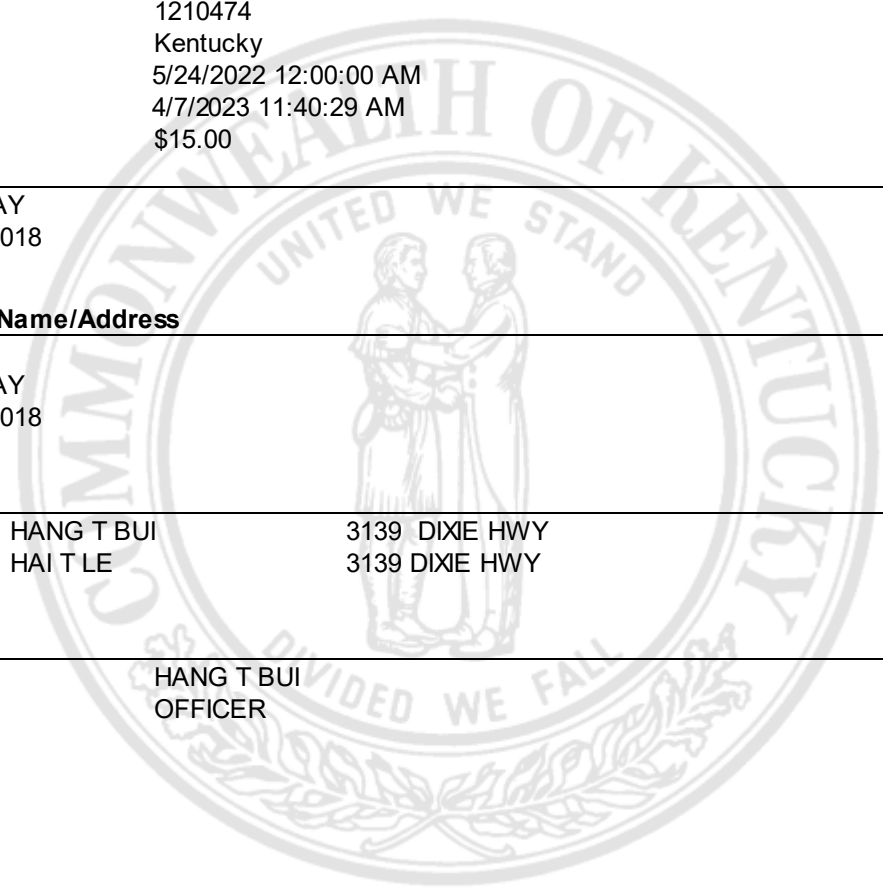 1210474
Kentucky
5/24/2022 12:00:00 AM
4/7/2023 11:40:29 AM
$15.00
AY
018
Name/Address
AY
018
HANG T BUI 3139 DIXIE HWY
HAI T LE 3139 DIXIE HWY
HANG T BUI
OFFICER
COMMONWEALTH OF KENTUCKY
UNITED WE STAND
DIVIDED WE FALL